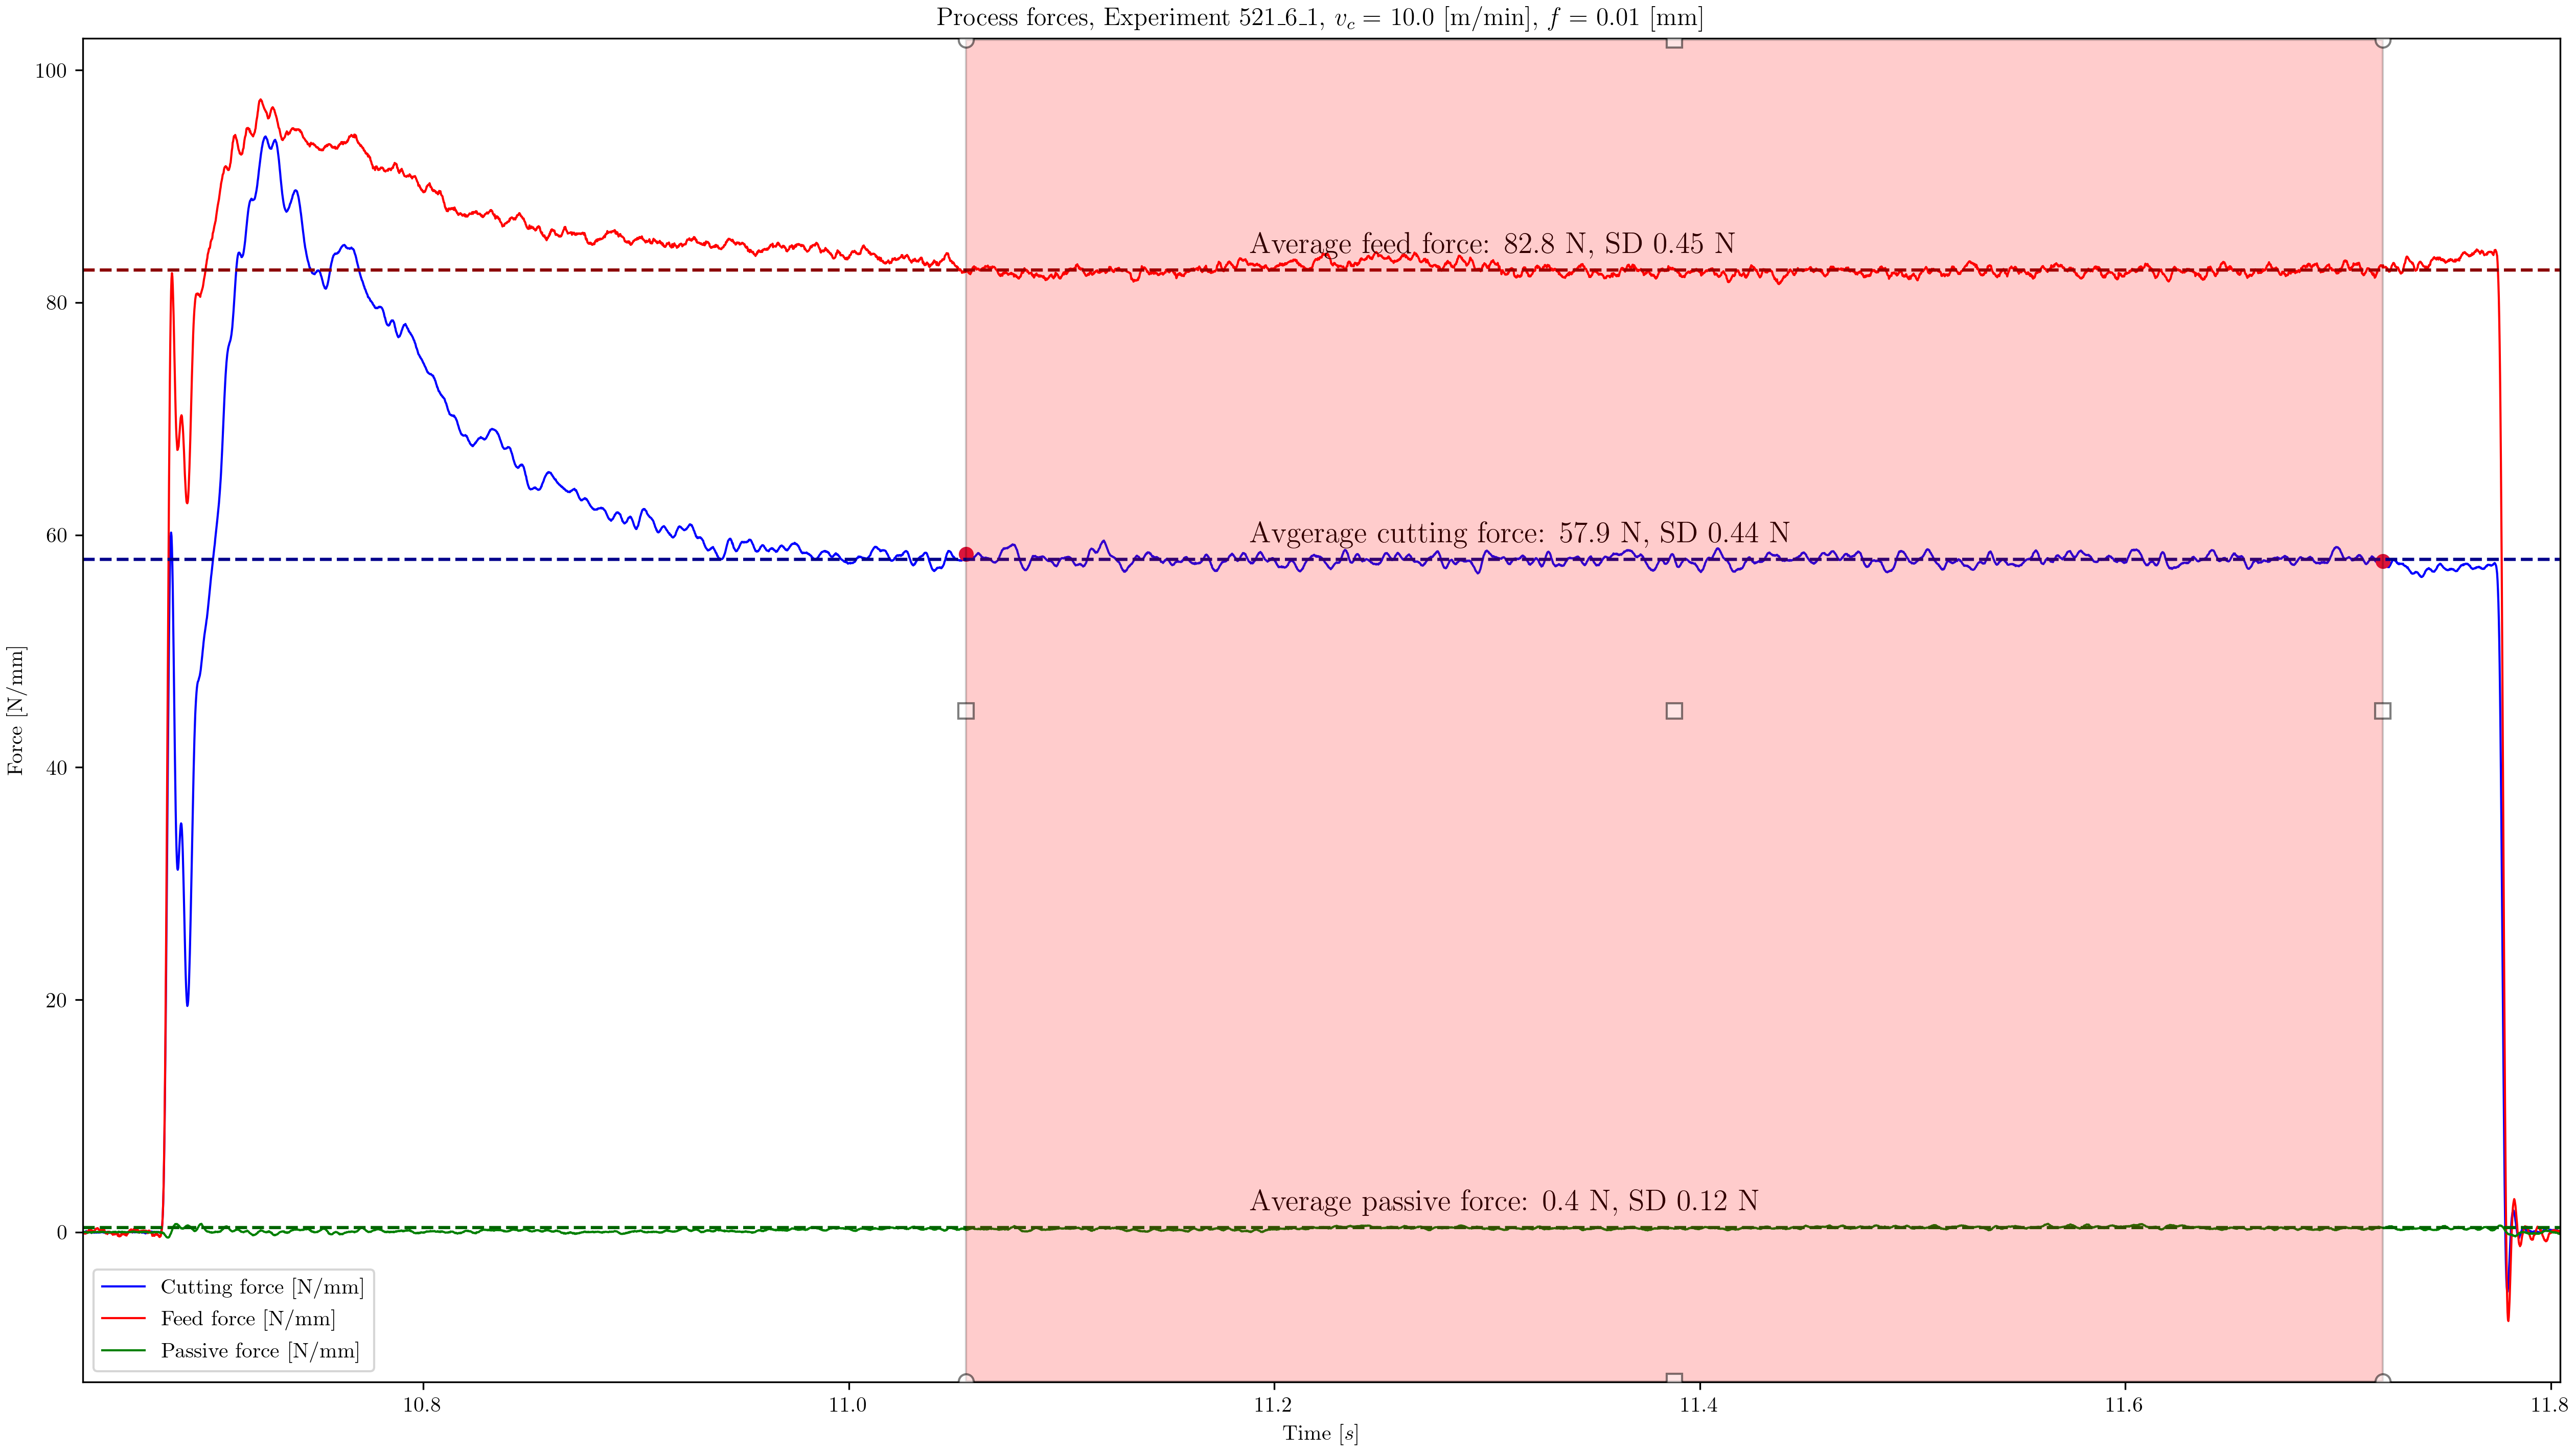 Process forces, Experiment 521_6_1, v_c = 10.0 [m/min], f = 0.01 [mm]
100
80
60
40
20
0
Force [N/mm]
Average feed force: 82.8 N, SD 0.45 N
Avgerage cutting force: 57.9 N, SD 0.44 N
Average passive force: 0.4 N, SD 0.12 N
Cutting force [N/mm]
Feed force [N/mm]
Passive force [N/mm]
10.8 11.0 11.2 11.4 11.6 11.8
Time [s]